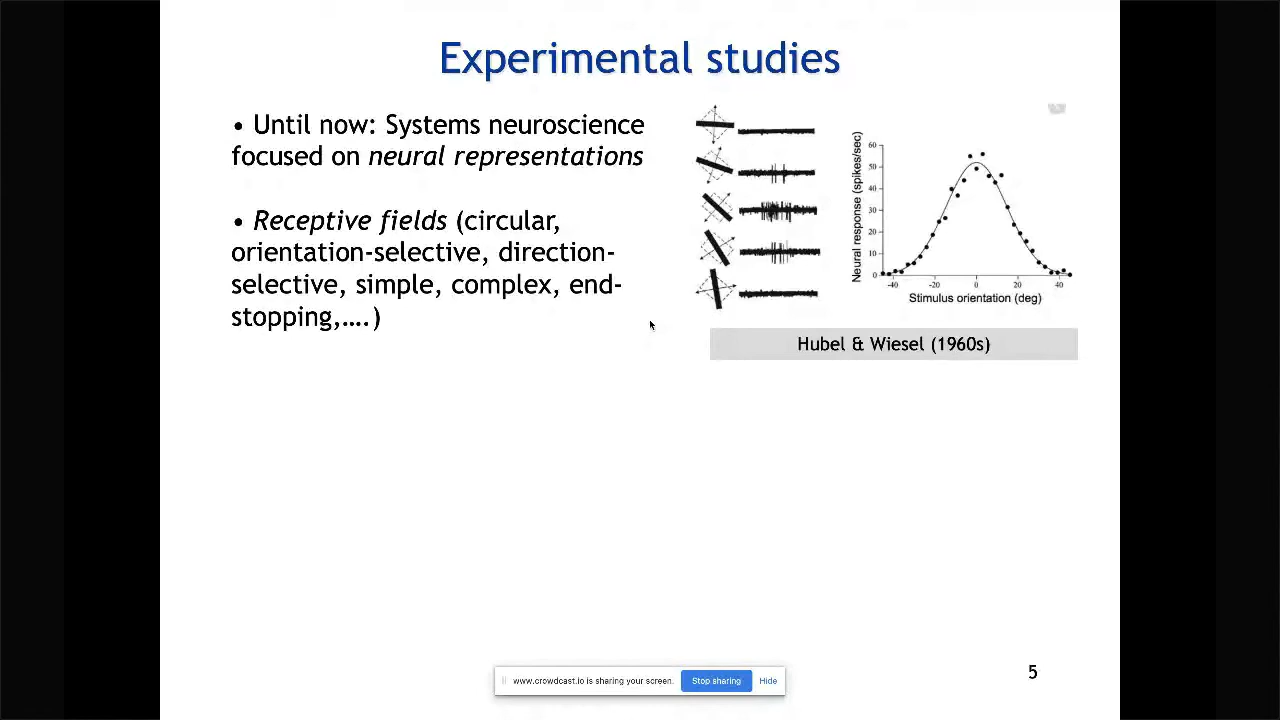 Experimental studies
• Until now: Systems neuroscience
focused on neural representations
• Receptive fields (circular,
orientation-selective, direction-
selective, simple, complex, end-
stopping,....)
Neural response (spikes/sec)
60
50
40
30
20
10
0
-40 -20 0 20 40
Stimulus orientation (deg)
Hubel & Wiesel (1960s)
5
www.crowdcast.io is sharing your screen. Stop sharing Hide